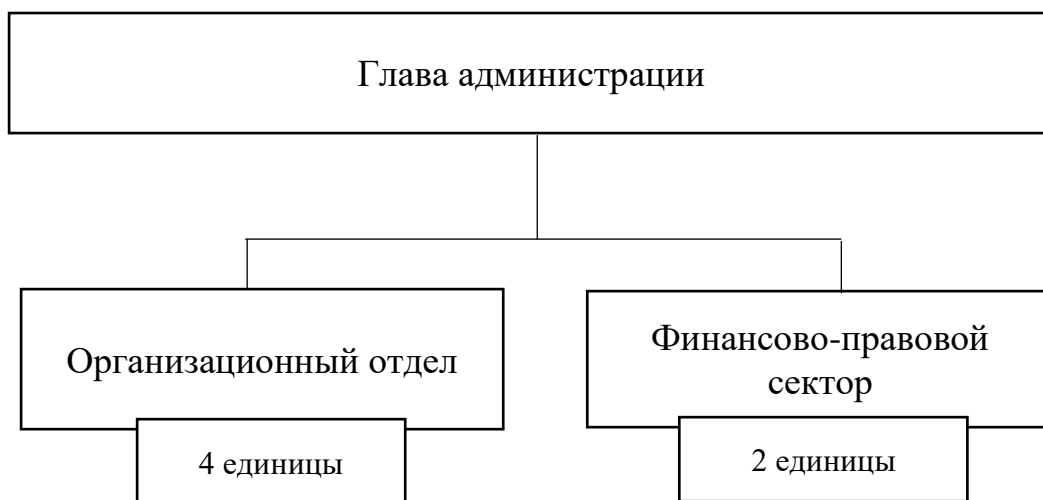 Глава администрации
Организационный отдел
Финансово-правовой
сектор
4 единицы
2 единицы